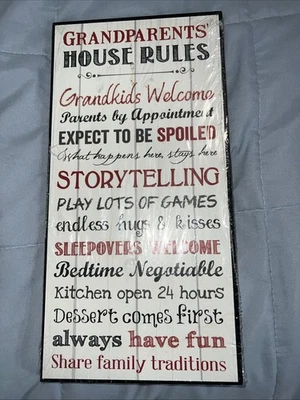 GRANDPARENTS'
HOUSE RULES
Grandkids Welcome
Parents by Appointment
EXPECT TO BE SPOILED
What happens here, stays here
STORYTELLING
PLAY LOTS OF GAMES
endless hugs & kisses
SLEEPOVERS WELCOME
Bedtime Negotiable
Kitchen open 24 hours
Dessert comes first
always have fun
Share family traditions